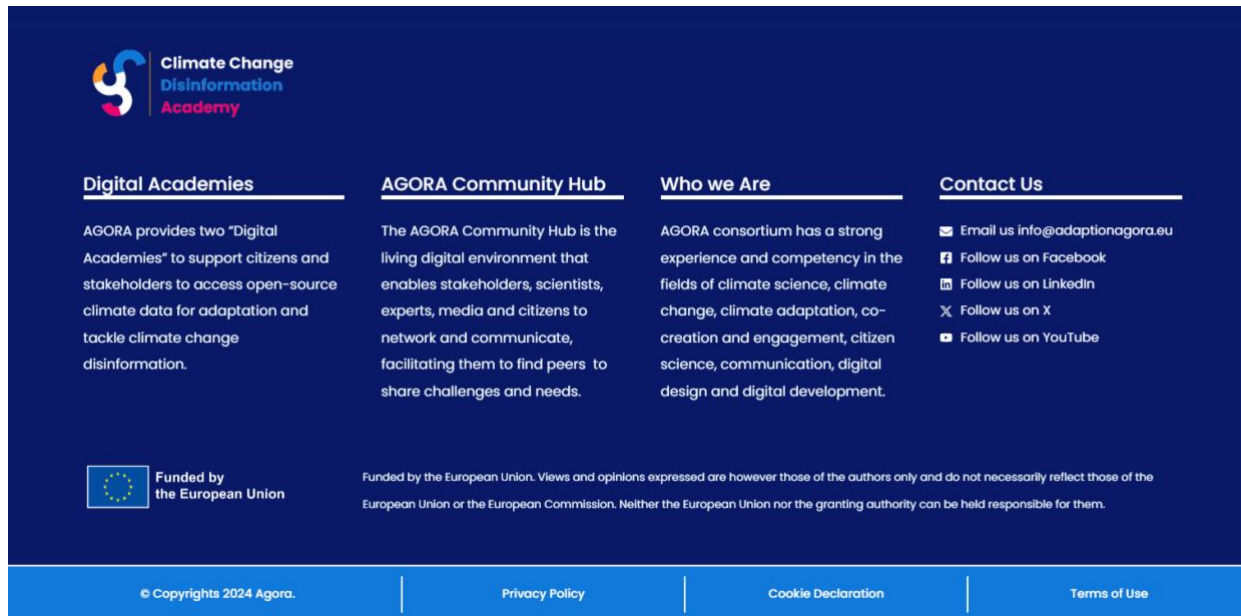 Climate Change
Disinformation
Academy
Digital Academies
AGORA provides two “Digital
Academies” to support citizens and
stakeholders to access open-source
climate data for adaptation and
tackle climate change
disinformation.
AGORA Community Hub
The AGORA Community Hub is the
living digital environment that
enables stakeholders, scientists,
experts, media and citizens to
network and communicate,
facilitating them to find peers to
share challenges and needs.
Who we Are
AGORA consortium has a strong
experience and competency in the
fields of climate science, climate
change, climate adaptation, co-
creation and engagement, citizen
science, communication, digital
design and digital development.
Contact Us
Email us info@adaptionagora.eu
Follow us on Facebook
Follow us on LinkedIn
Follow us on X
Follow us on YouTube
Funded by
the European Union
Funded by the European Union. Views and opinions expressed are however those of the authors only and do not necessarily reflect those of the
European Union or the European Commission. Neither the European Union nor the granting authority can be held responsible for them.
© Copyrights 2024 Agora.
Privacy Policy
Cookie Declaration
Terms of Use